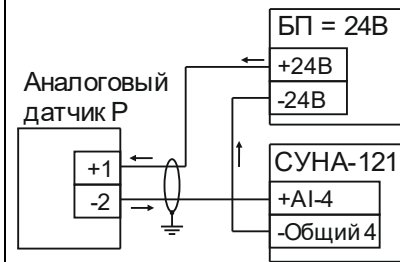 БП = 24В
+24В
-24В
Аналоговый
датчик Р
+1
-2
СУНА-121
+AI-4
-Общий 4